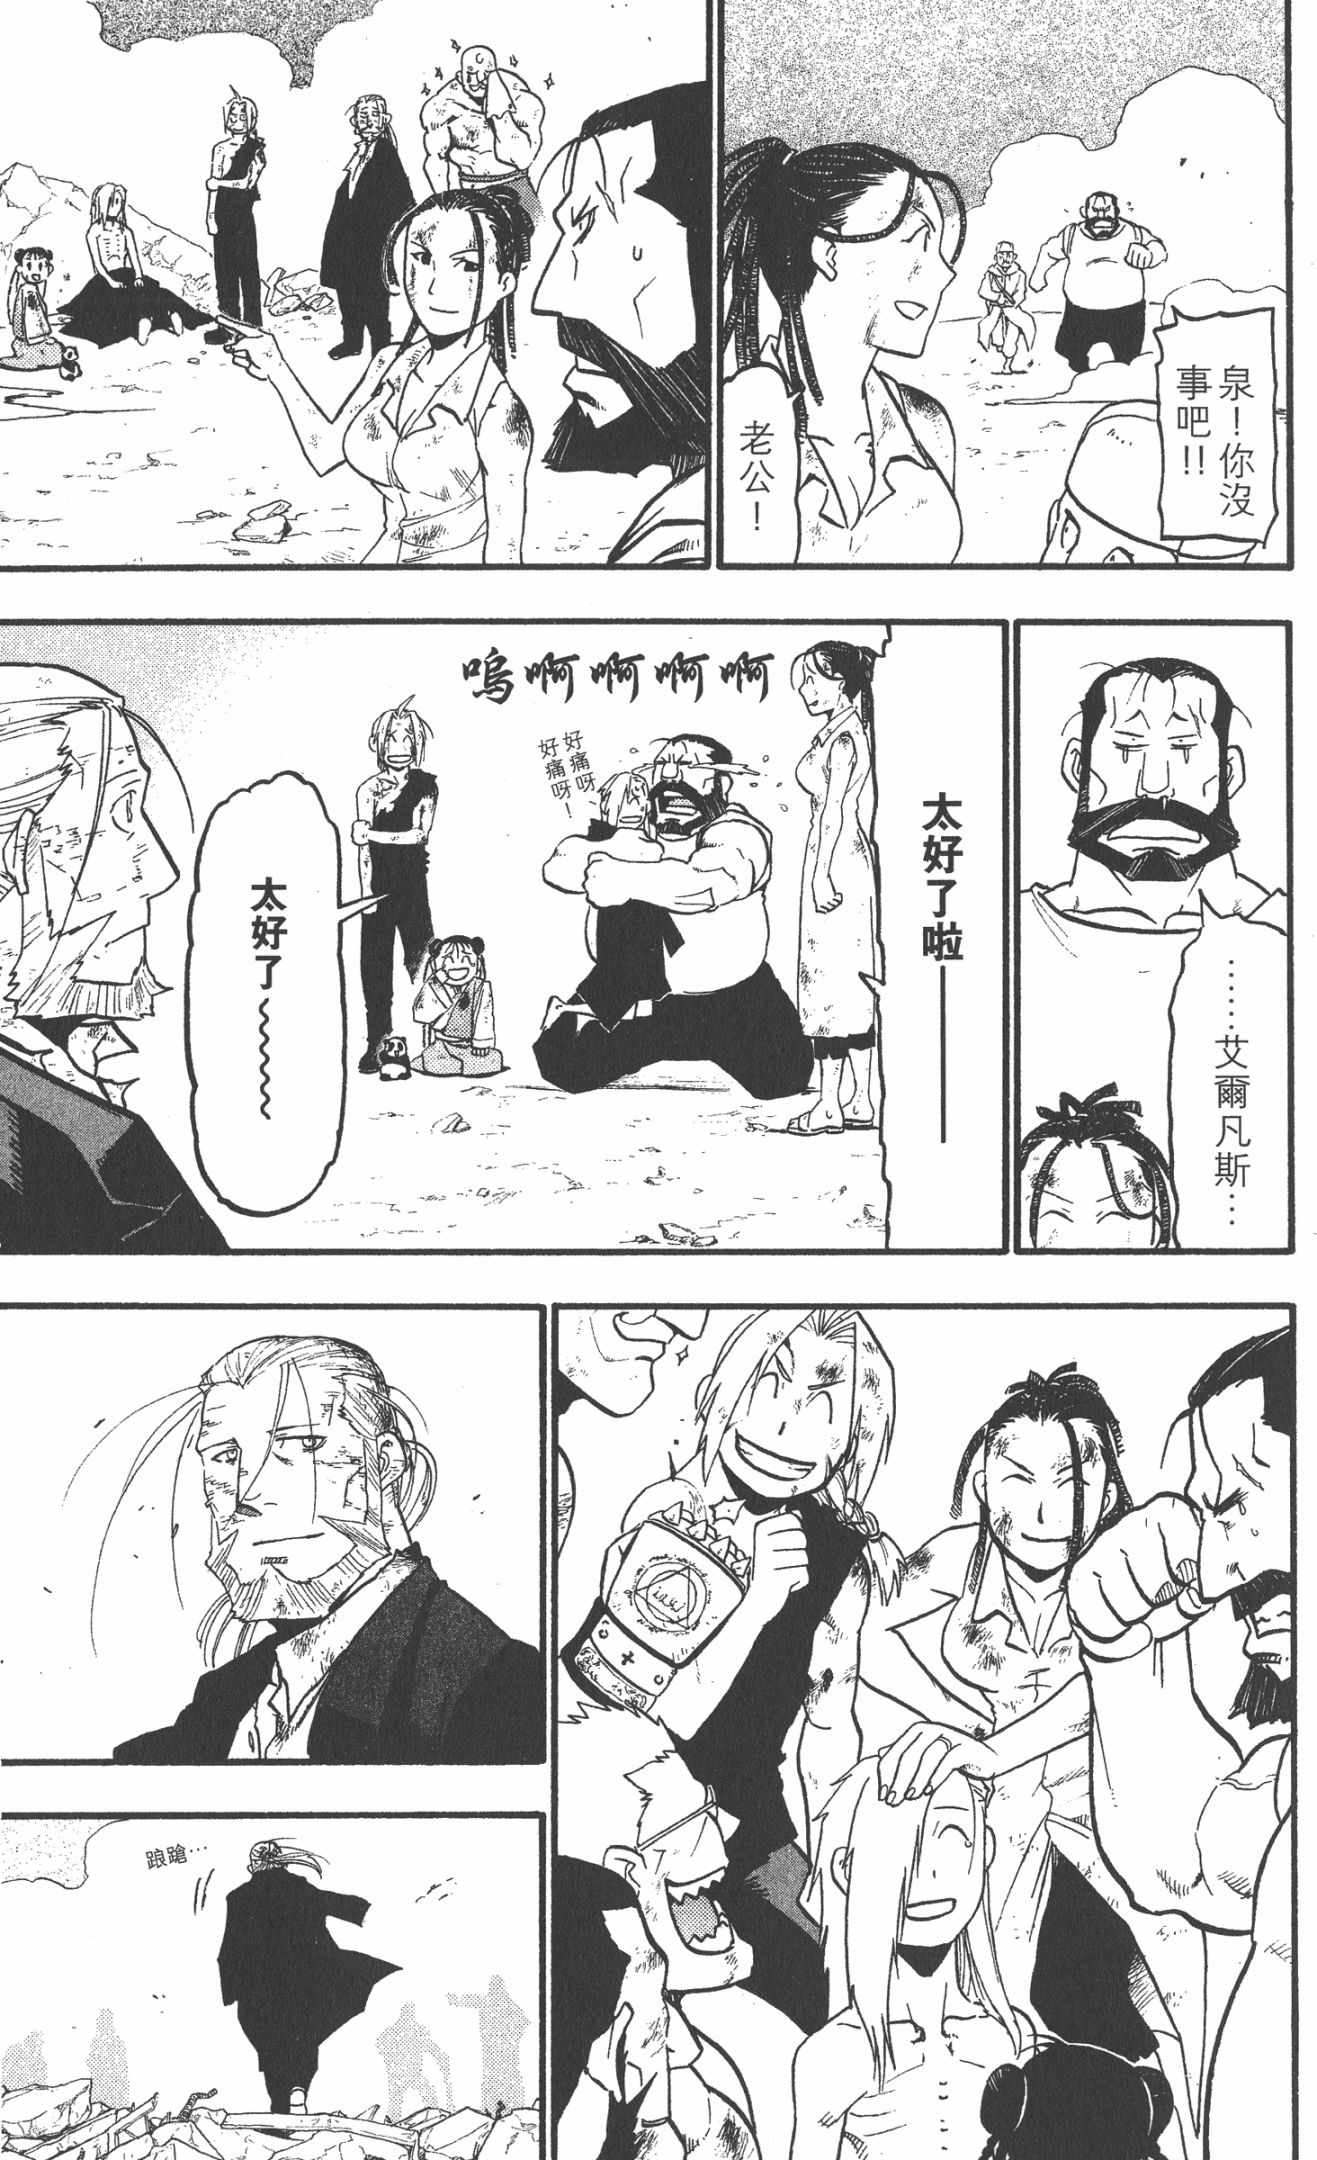 泉！你沒
事吧!!
老公！
……艾爾凡斯……
太好了啦——
嗚啊啊啊啊
好痛呀、
好痛呀！
太好了～～～～
踉蹌…